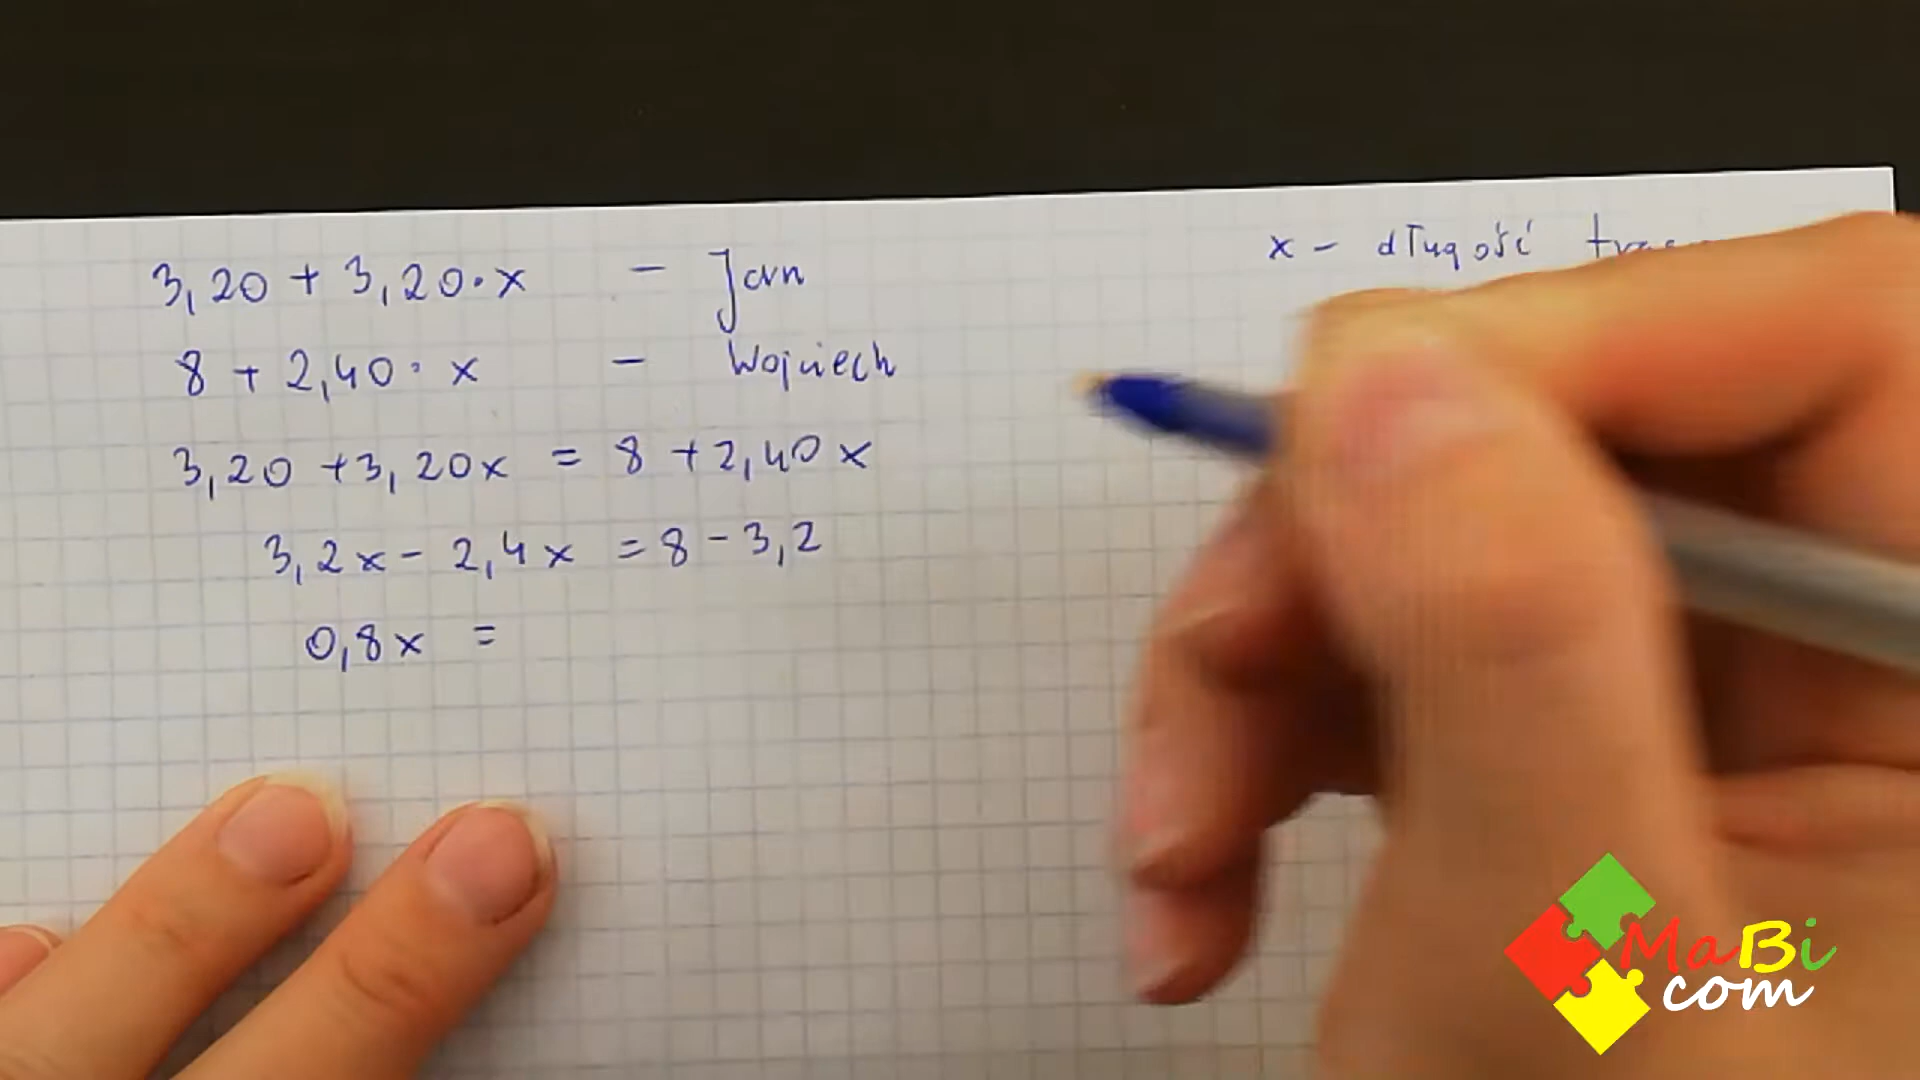 3,20 + 3,20·x - Jan
x - długość
8 + 2,40·x - Wojciech
3,20 +3,20x = 8 +2,40x
3,2x - 2,4x = 8 - 3,2
0,8x =
MaBi
com